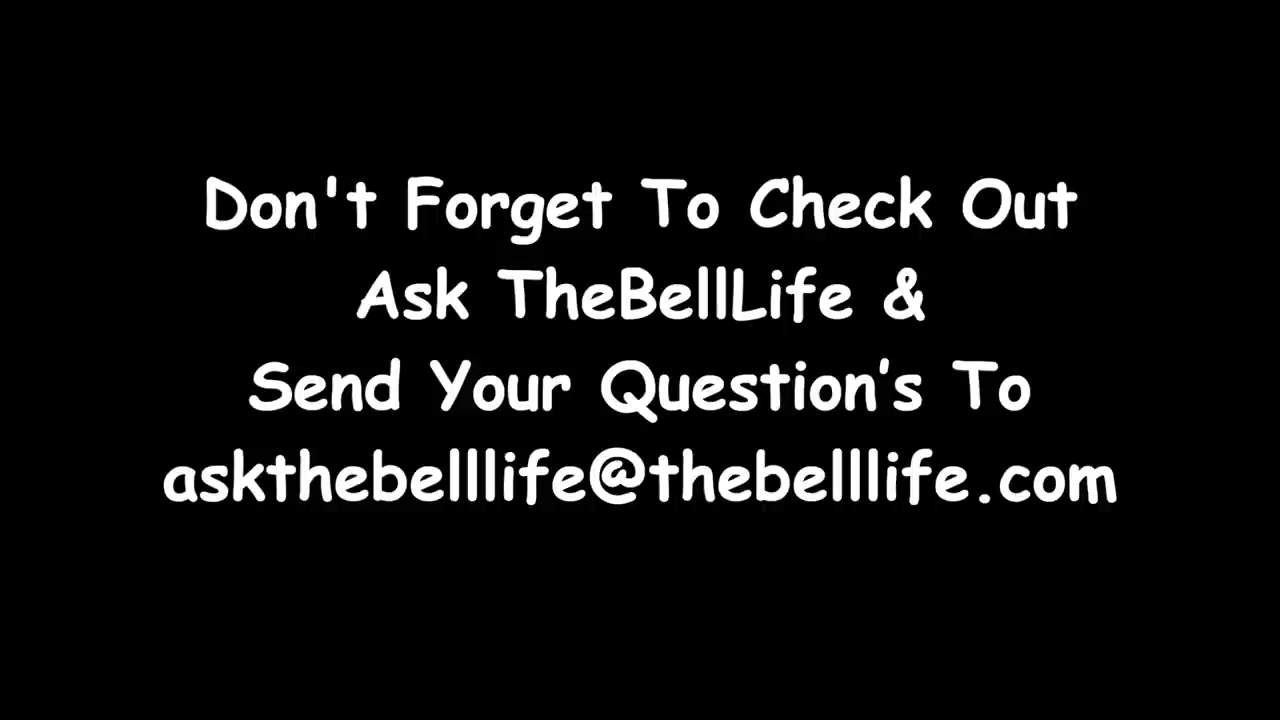 Don't Forget To Check Out
Ask TheBellLife &
Send Your Question’s To
askthebelllife@thebelllife.com